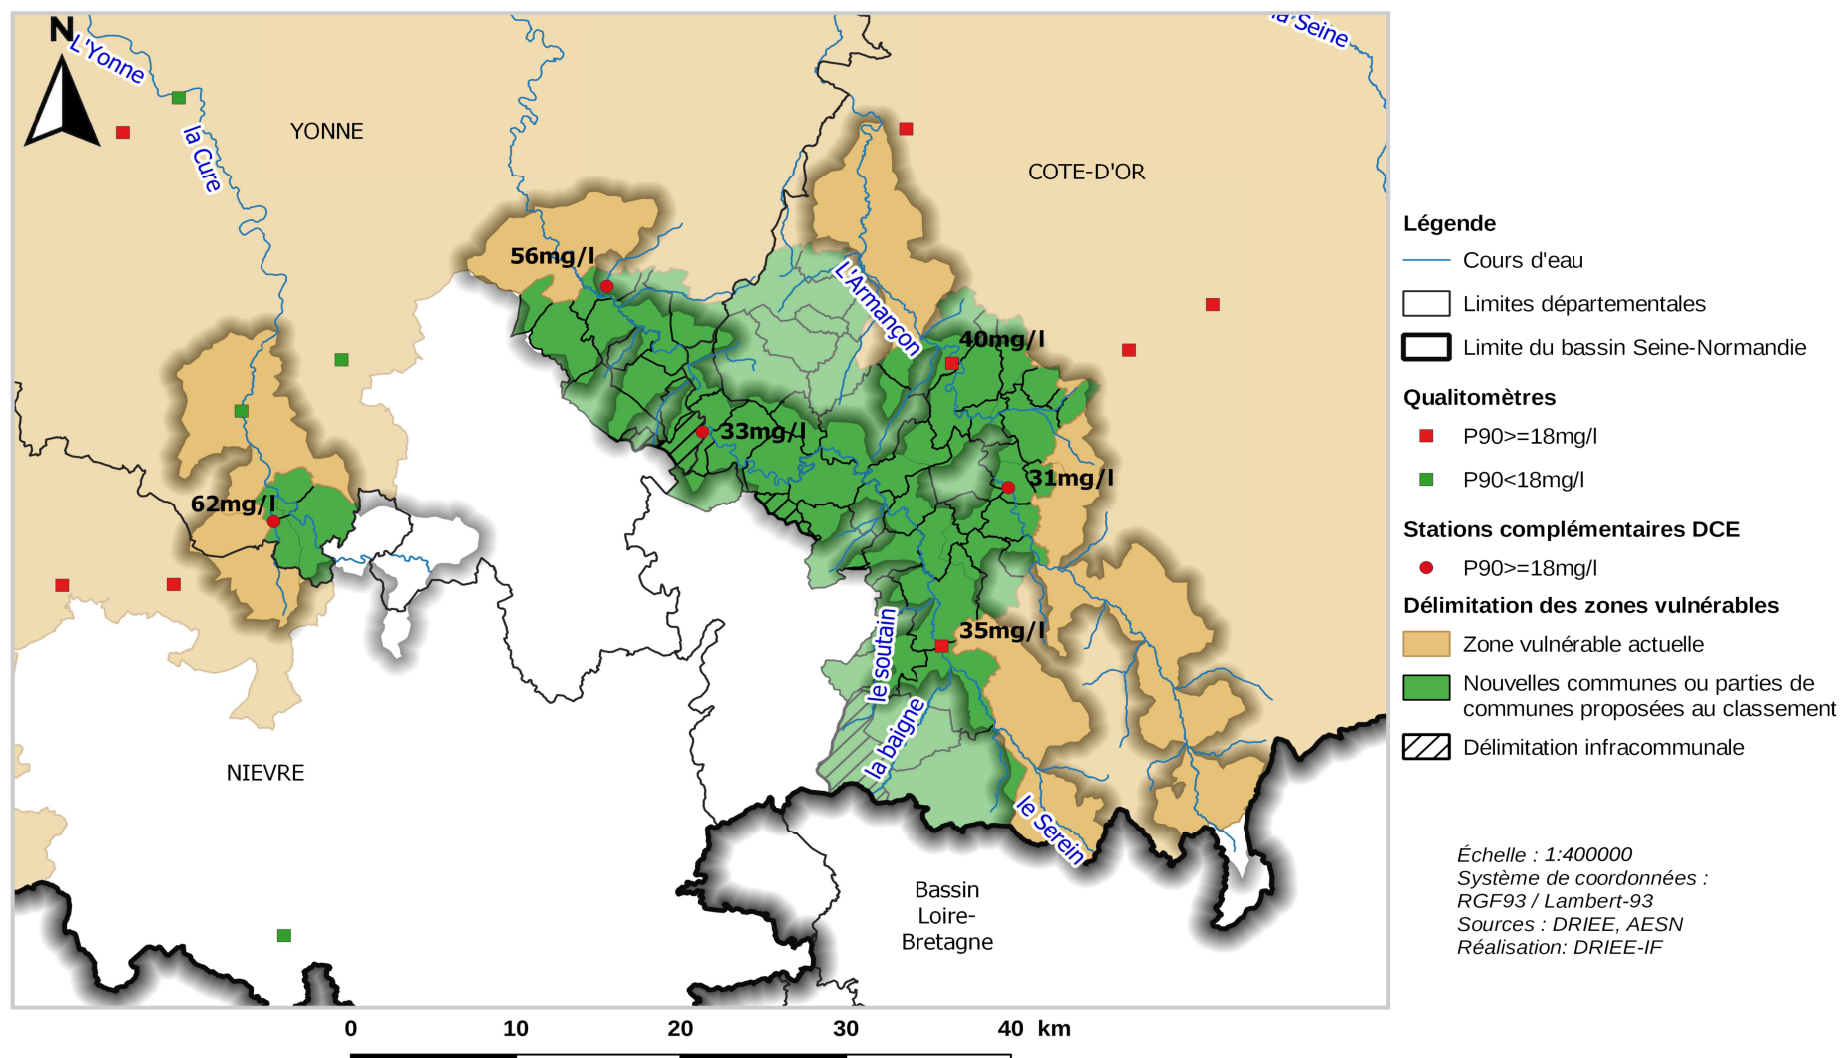 N
L'Yonne
la Seine
la Cure
YONNE
COTE-D'OR
56mg/l
L'Armançon
40mg/l
33mg/l
31mg/l
62mg/l
35mg/l
le soutain
la baigne
NIEVRE
le Serein
Bassin
Loire-
Bretagne
0 10 20 30 40 km
Légende
Cours d'eau
Limites départementales
Limite du bassin Seine-Normandie
Qualitomètres
P90>=18mg/l
P90<18mg/l
Stations complémentaires DCE
P90>=18mg/l
Délimitation des zones vulnérables
Zone vulnérable actuelle
Nouvelles communes ou parties de
communes proposées au classement
Délimitation infracommunale
Échelle : 1:400000
Système de coordonnées :
RGF93 / Lambert-93
Sources : DRIEE, AESN
Réalisation: DRIEE-IF